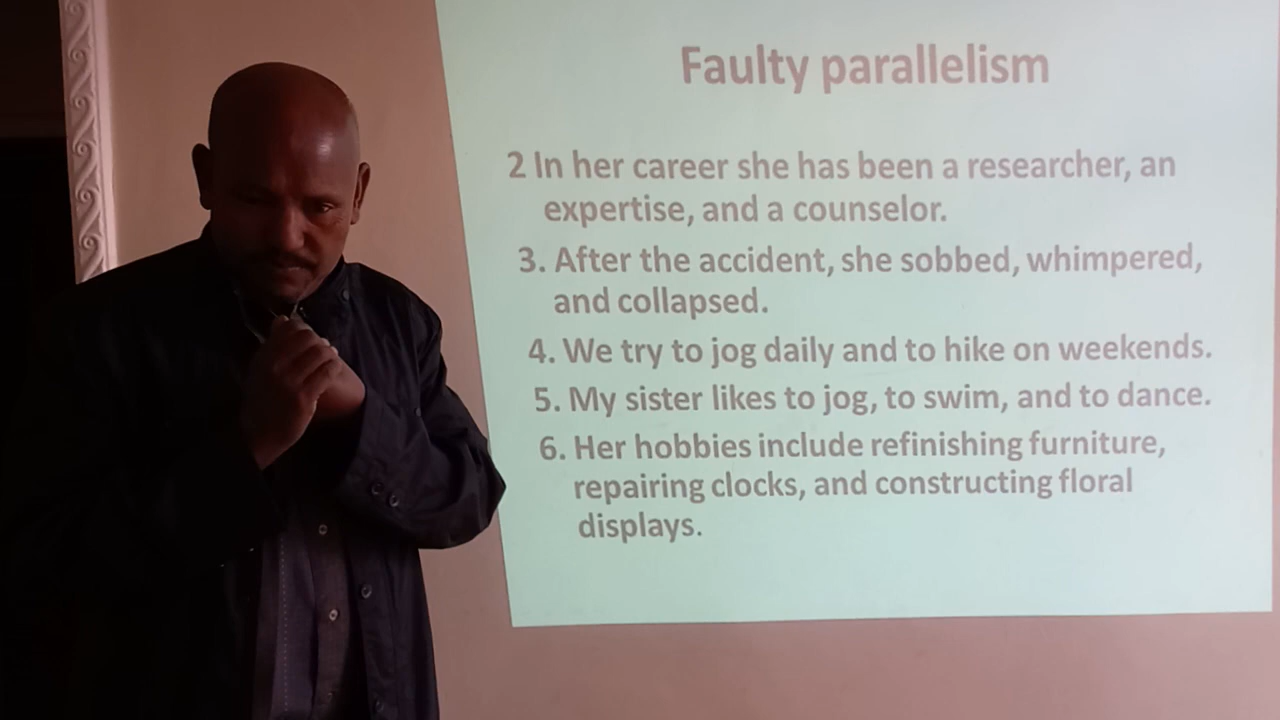 Faulty parallelism
2 In her career she has been a researcher, an
expertise, and a counselor.
3. After the accident, she sobbed, whimpered,
and collapsed.
4. We try to jog daily and to hike on weekends.
5. My sister likes to jog, to swim, and to dance.
6. Her hobbies include refinishing furniture,
repairing clocks, and constructing floral
displays.